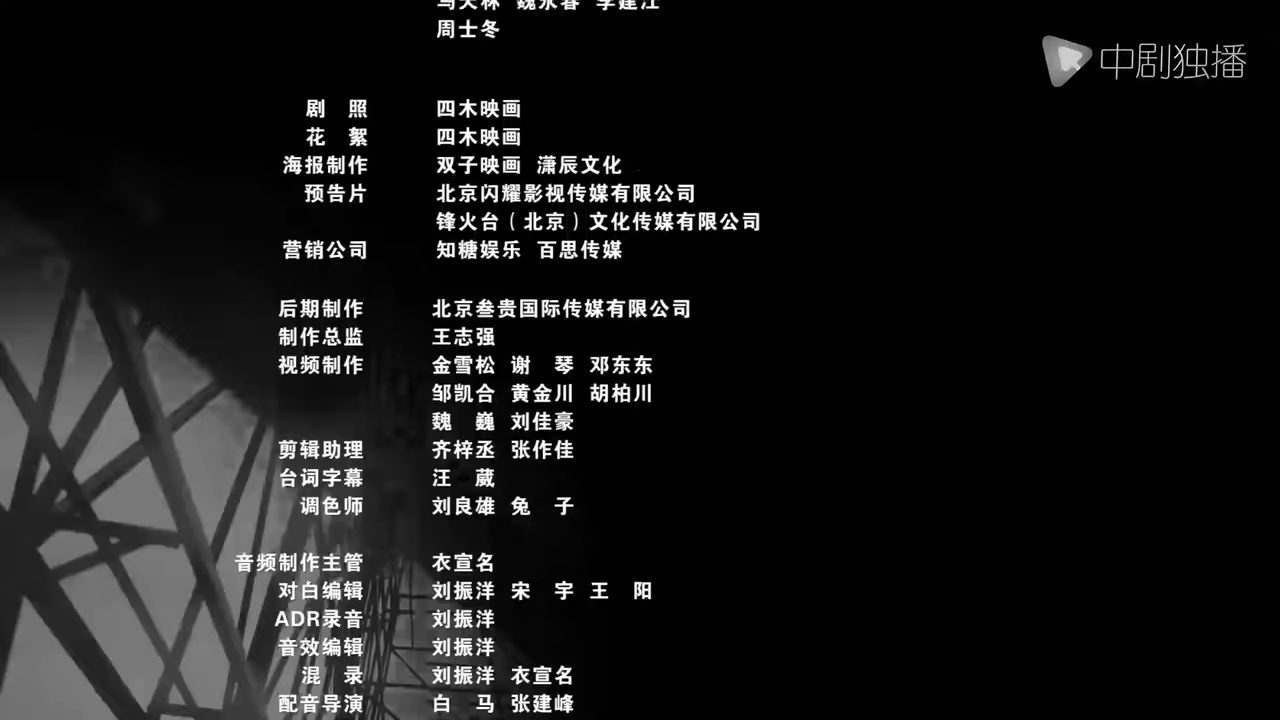 周士冬
中剧独播
剧 照 四木映画
花 絮 四木映画
海报制作 双子映画 潇辰文化
预告片 北京闪耀影视传媒有限公司
锋火台（北京）文化传媒有限公司
营销公司 知糖娱乐 百思传媒
后期制作 北京叁贵国际传媒有限公司
制作总监 王志强
视频制作 金雪松 谢 琴 邓东东
邹凯合 黄金川 胡柏川
魏 巍 刘佳豪
剪辑助理 齐梓丞 张作佳
台词字幕 汪 葳
调色师 刘良雄 兔 子
音频制作主管 衣宣名
对白编辑 刘振洋 宋 宇 王 阳
ADR录音 刘振洋
音效编辑 刘振洋
混 录 刘振洋 衣宣名
配音导演 白 马 张建峰